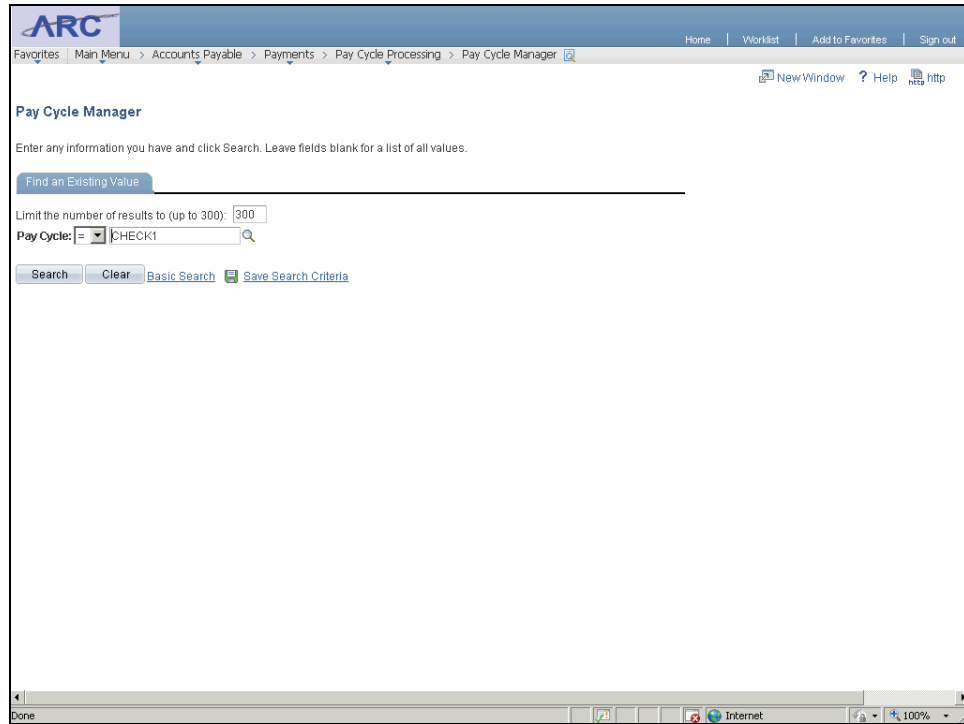 ARC
Home | Worklist | Add to Favorites | Sign out
Favorites Main Menu > Accounts Payable > Payments > Pay Cycle Processing > Pay Cycle Manager
New Window ? Help http http
Pay Cycle Manager
Enter any information you have and click Search. Leave fields blank for a list of all values.
Find an Existing Value
Limit the number of results to (up to 300): 300
Pay Cycle: = CHECK1
Search Clear Basic Search Save Search Criteria
Done Internet 100%